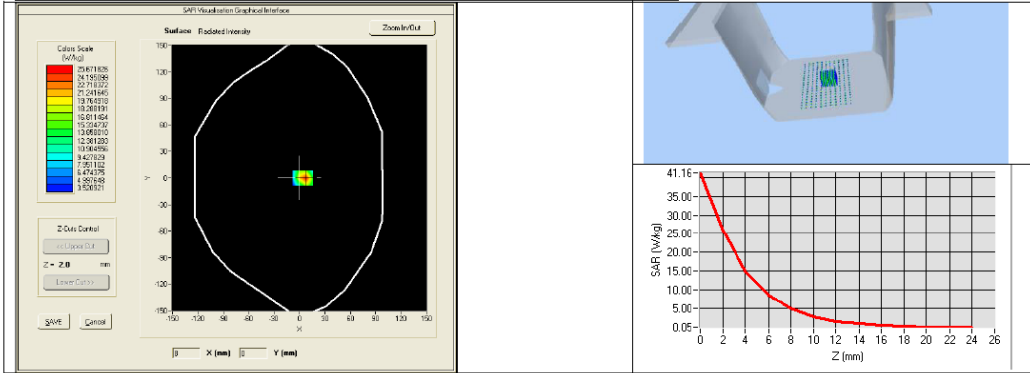 SAR Visualisation Graphical Interface
Surface Radiated Intensity
Zoom In/Out
Colors Scale
(W/kg)
25.671826
24.195099
22.718372
21.241645
19.764918
18.288191
16.811464
15.334737
13.858010
12.381283
10.904556
9.427829
7.951102
6.474375
4.997648
3.520921
150
120
90
60
30
0
-30
-60
-90
-120
-150
Y
-150 -120 -90 -60 -30 0 30 60 90 120 150
X
Z-Cuts Control
<< Upper Cut
Z = 2.0 mm
Lower Cut >>
SAVE
Cancel
8 X (mm) 0 Y (mm)
41.16
35.00
30.00
25.00
20.00
15.00
10.00
5.00
0.05
SAR (W/kg)
0 2 4 6 8 10 12 14 16 18 20 22 24 26
Z (mm)